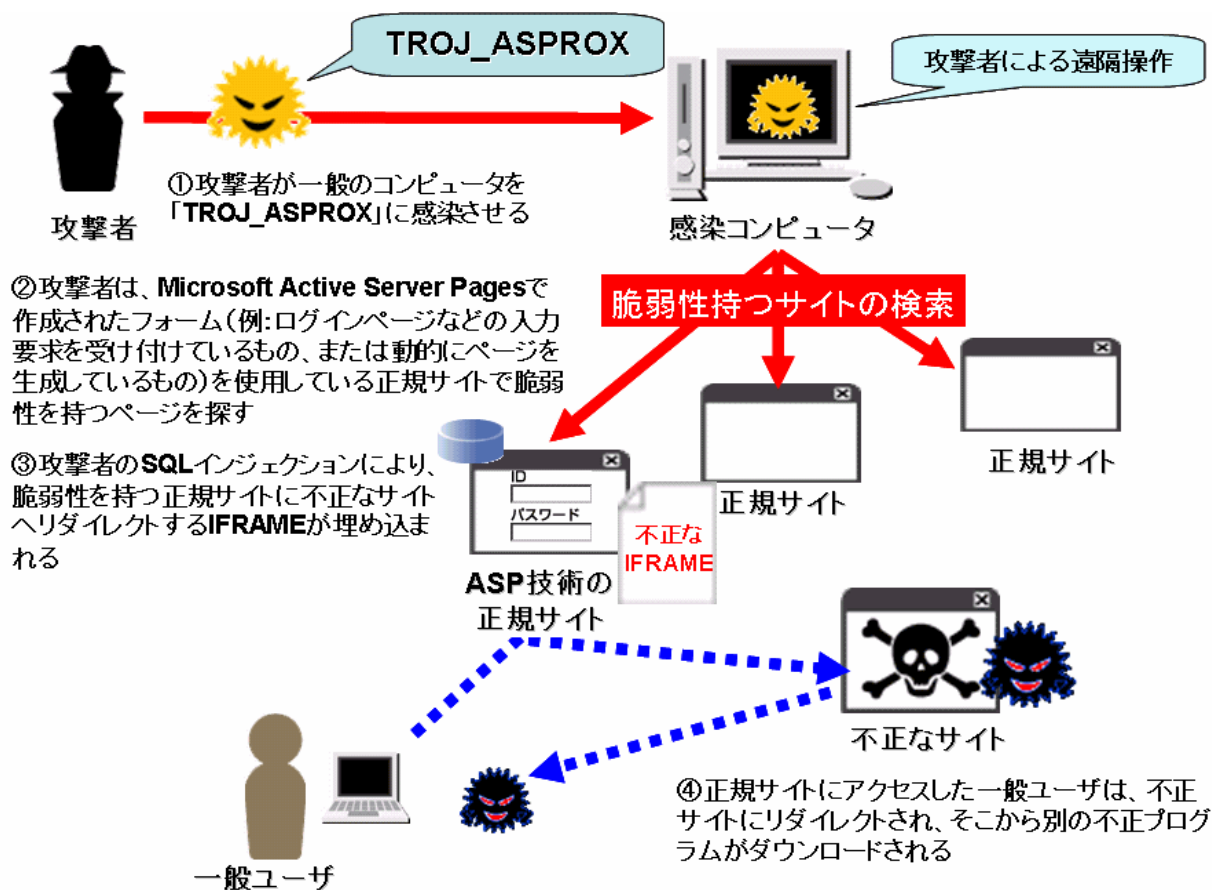 TROJ_ASPROX
攻撃者による遠隔操作
①攻撃者が一般のコンピュータを
「TROJ_ASPROX」に感染させる
攻撃者
感染コンピュータ
②攻撃者は、Microsoft Active Server Pagesで
作成されたフォーム(例:ログインページなどの入力
要求を受け付けているもの、または動的にページを
生成しているもの)を使用している正規サイトで脆弱
性を持つページを探す
脆弱性持つサイトの検索
正規サイト
正規サイト
③攻撃者のSQLインジェクションにより、
脆弱性を持つ正規サイトに不正なサイト
へリダイレクトするIFRAMEが埋め込ま
れる
ID
パスワード
不正な
IFRAME
ASP技術の
正規サイト
不正なサイト
④正規サイトにアクセスした一般ユーザは、不正
サイトにリダイレクトされ、そこから別の不正プログ
ラムがダウンロードされる
一般ユーザ